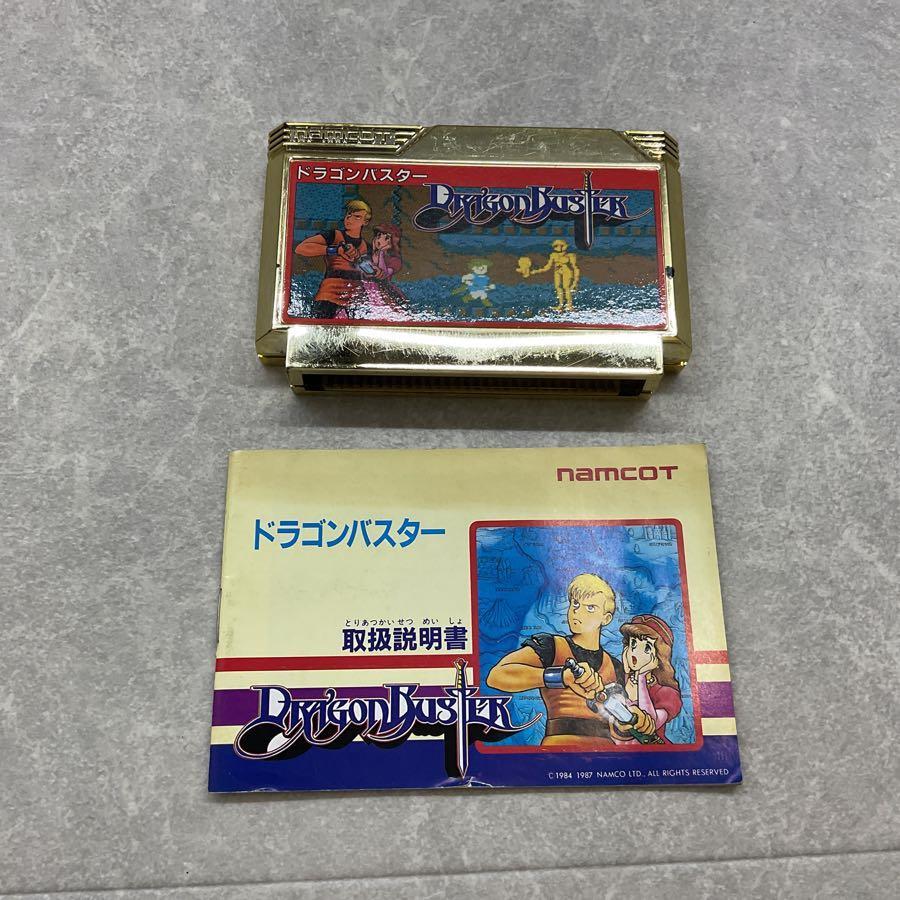 namcoT
ドラゴンバスター
DRAGON BUSTER
namcoT
ドラゴンバスター
とりあつかいせつ めい しょ
取扱説明書
DRAGON BUSTER
© 1984 1987 NAMCO LTD., ALL RIGHTS RESERVED